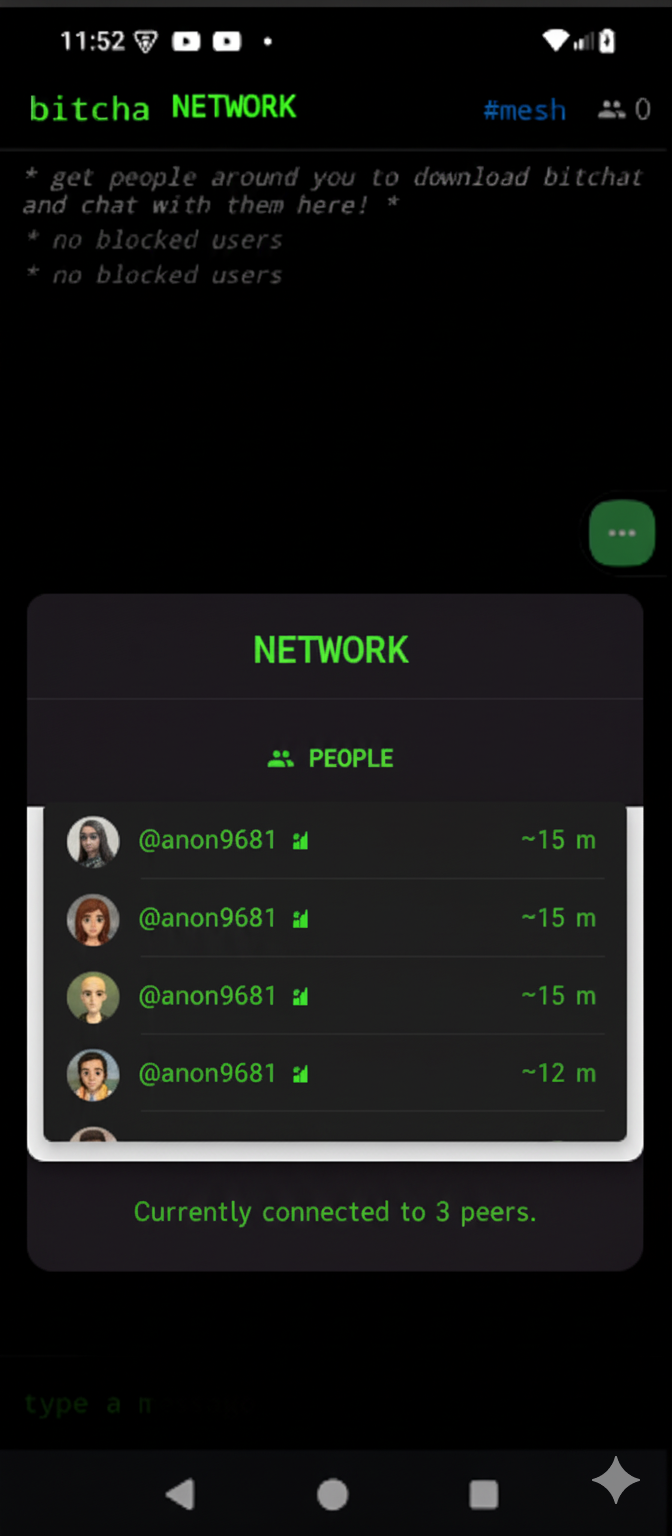 11:52
bitcha NETWORK #mesh 0
* get people around you to download bitchat
and chat with them here! *
* no blocked users
* no blocked users
NETWORK
PEOPLE
@anon9681 ~15 m
@anon9681 ~15 m
@anon9681 ~15 m
@anon9681 ~12 m
Currently connected to 3 peers.
type a m